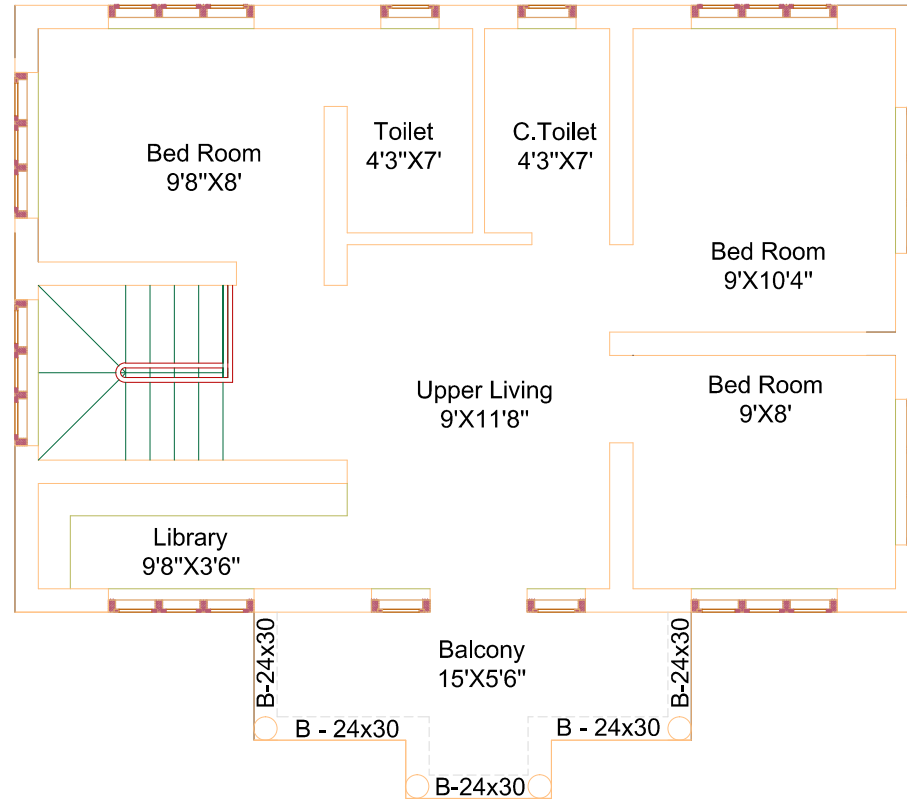 Toilet
4'3"X7'
C.Toilet
4'3"X7'
Bed Room
9'8"X8'
Bed Room
9'X10'4"
Upper Living
9'X11'8"
Bed Room
9'X8'
Library
9'8"X3'6"
Balcony
15'X5'6"
B-24x30
B-24x30
B - 24x30
B - 24x30
B-24x30